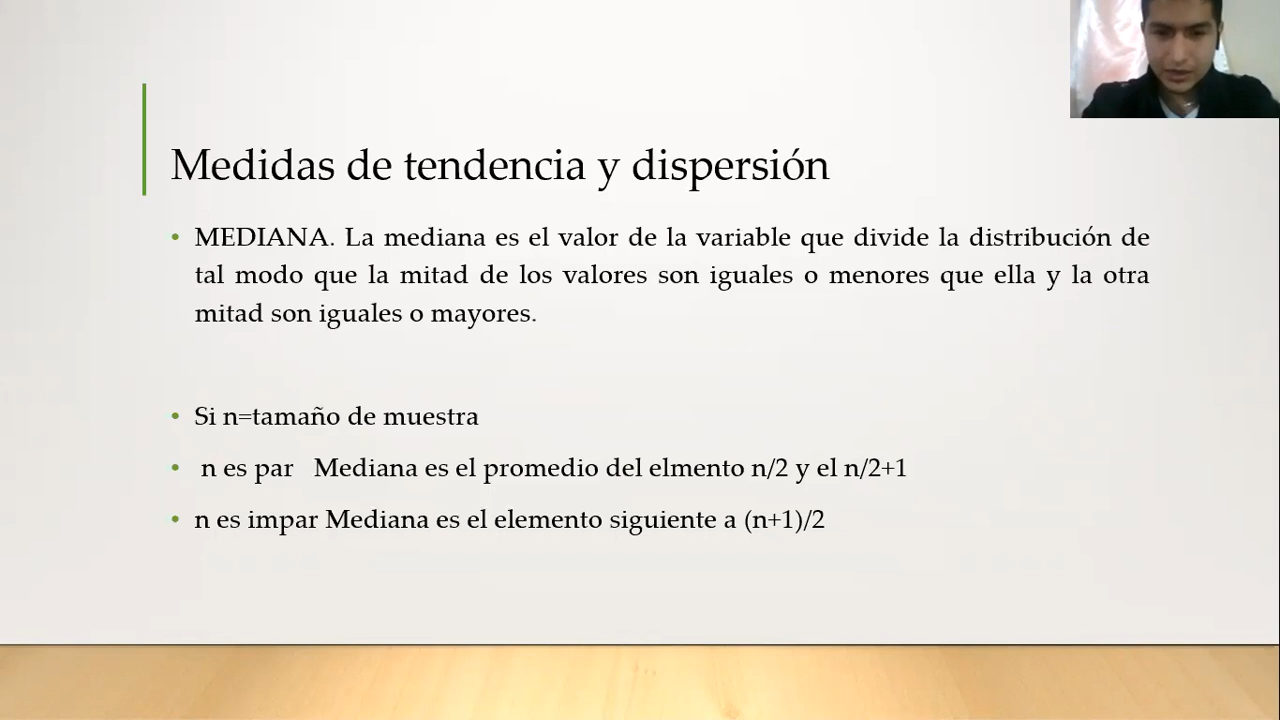 Medidas de tendencia y dispersión
• MEDIANA. La mediana es el valor de la variable que divide la distribución de
tal modo que la mitad de los valores son iguales o menores que ella y la otra
mitad son iguales o mayores.
• Si n=tamaño de muestra
• n es par   Mediana es el promedio del elmento n/2 y el n/2+1
• n es impar Mediana es el elemento siguiente a (n+1)/2